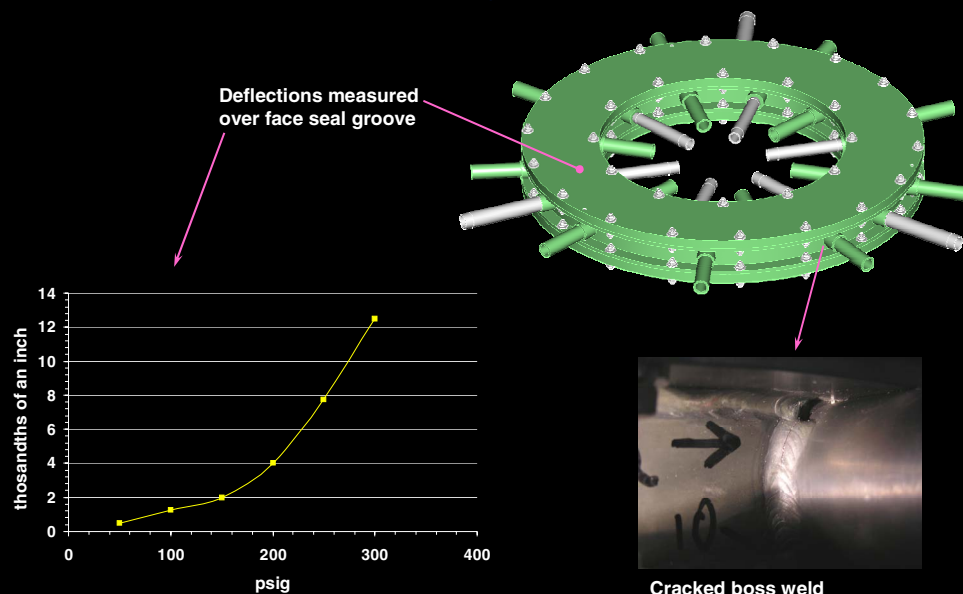 Deflections measured
over face seal groove
14
12
10
8
6
4
2
0
thosandths of an inch
0 100 200 300 400
psig
10
Cracked boss weld